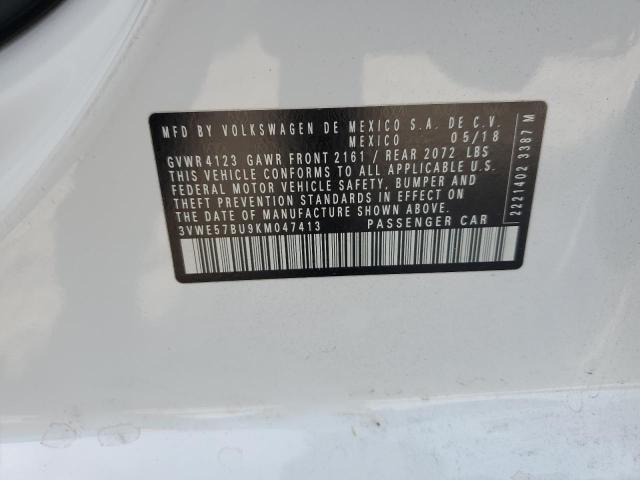 MFD BY VOLKSWAGEN DE MEXICO S.A. DE C.V.
MEXICO 05/18
GVWR 4123 GAWR FRONT 2161 / REAR 2072 LBS
THIS VEHICLE CONFORMS TO ALL APPLICABLE U.S.
FEDERAL MOTOR VEHICLE SAFETY, BUMPER AND
THEFT PREVENTION STANDARDS IN EFFECT ON
THE DATE OF MANUFACTURE SHOWN ABOVE.
3VWE57BU9KM047413 PASSENGER CAR
2221402 3387 M